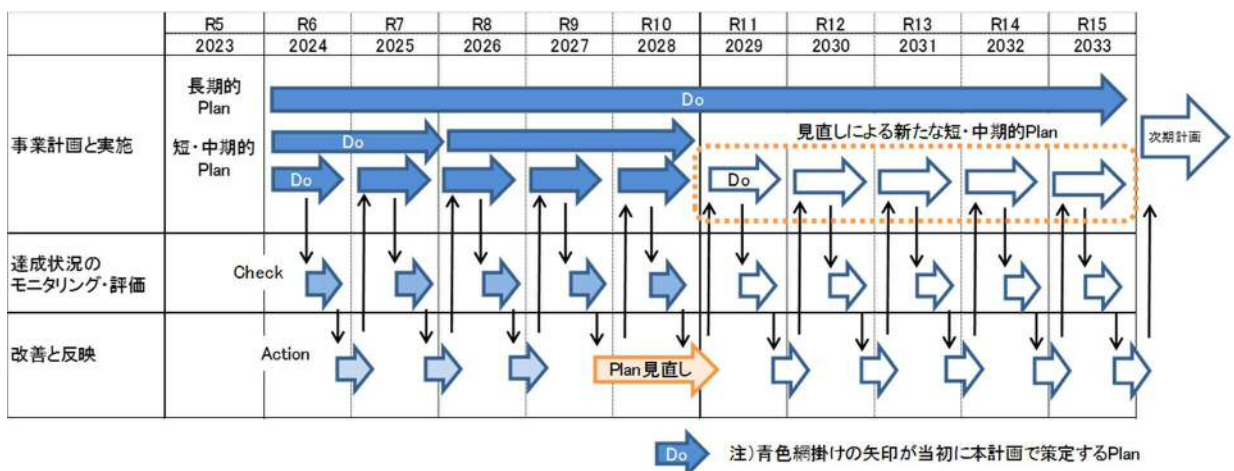 R5 R6 R7 R8 R9 R10 R11 R12 R13 R14 R15
2023 2024 2025 2026 2027 2028 2029 2030 2031 2032 2033
事業計画と実施
長期的
Plan
Do
短・中期的
Plan
Do
Do
見直しによる新たな短・中期的Plan
Do
次期計画
達成状況の
モニタリング・評価
Check
改善と反映
Action
Plan 見直し
Do 注)青色網掛けの矢印が当初に本計画で策定するPlan